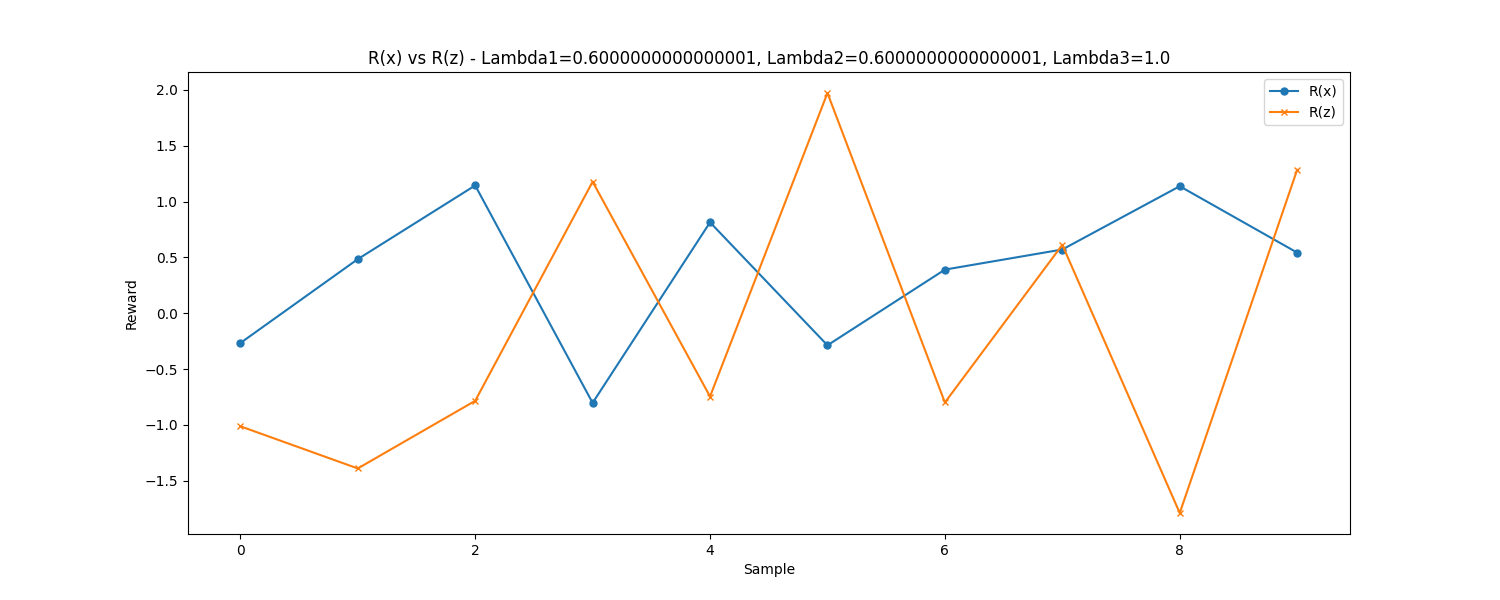 R(x) vs R(z) - Lambda1=0.6000000000000001, Lambda2=0.6000000000000001, Lambda3=1.0
R(x)
R(z)
2.0
1.5
1.0
0.5
0.0
−0.5
−1.0
−1.5
Reward
0 2 4 6 8
Sample